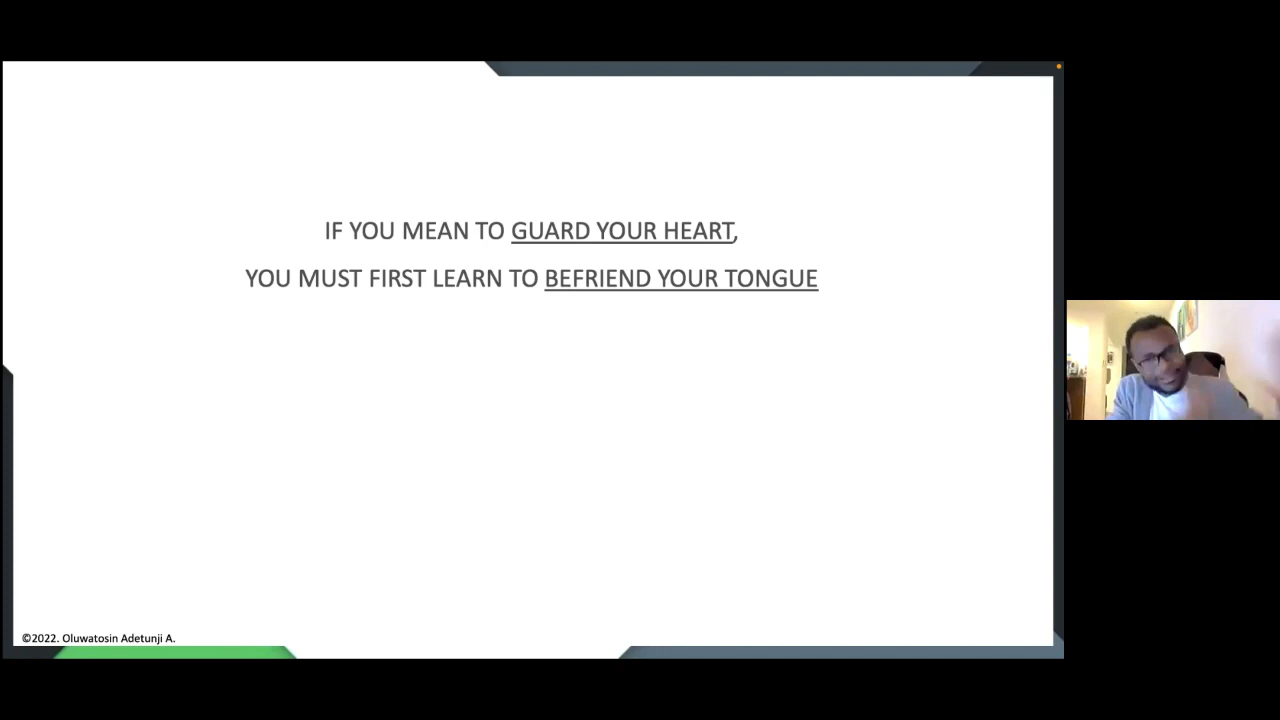 IF YOU MEAN TO GUARD YOUR HEART,
YOU MUST FIRST LEARN TO BEFRIEND YOUR TONGUE
©2022. Oluwatosin Adetunji A.